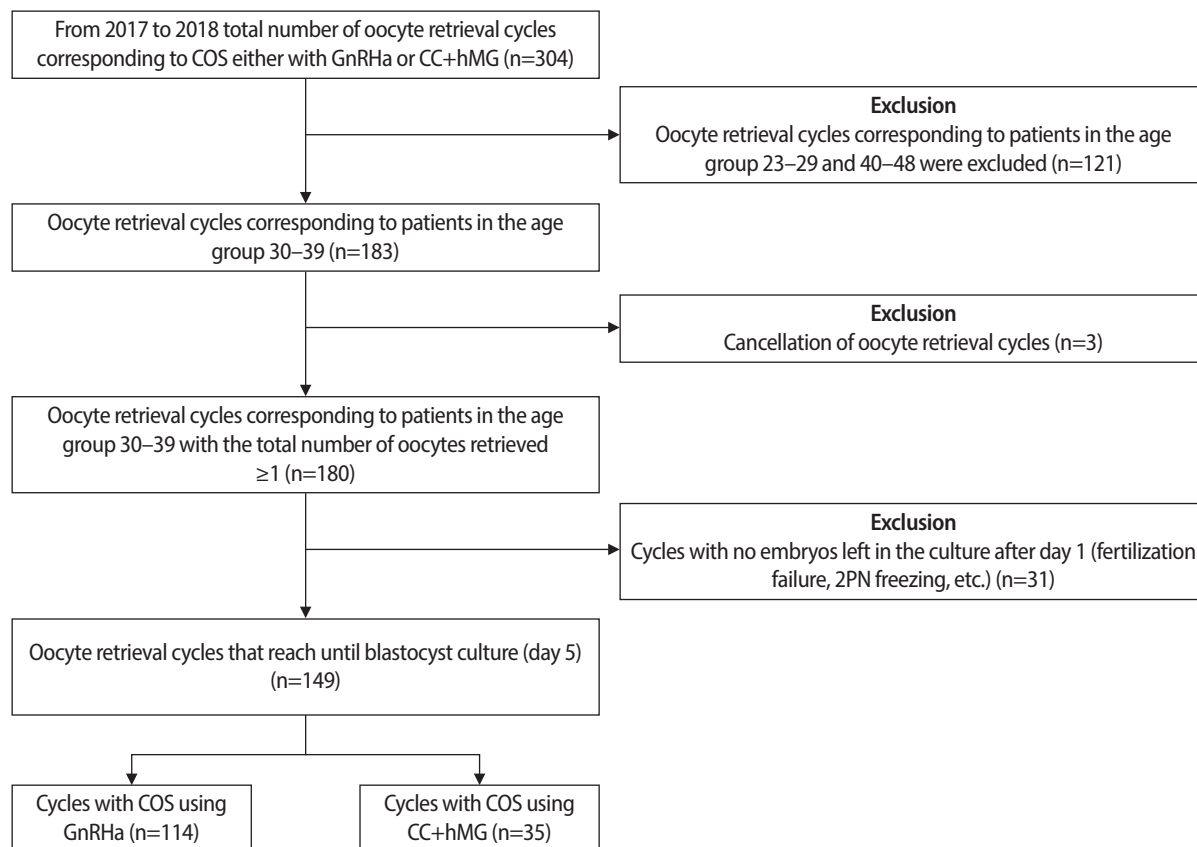 From 2017 to 2018 total number of oocyte retrieval cycles
corresponding to COS either with GnRHa or CC+hMG (n=304)
Exclusion
Oocyte retrieval cycles corresponding to patients in the age
group 23–29 and 40–48 were excluded (n=121)
Oocyte retrieval cycles corresponding to patients in the age
group 30–39 (n=183)
Exclusion
Cancellation of oocyte retrieval cycles (n=3)
Oocyte retrieval cycles corresponding to patients in the age
group 30–39 with the total number of oocytes retrieved
≥1 (n=180)
Exclusion
Cycles with no embryos left in the culture after day 1 (fertilization
failure, 2PN freezing, etc.) (n=31)
Oocyte retrieval cycles that reach until blastocyst culture (day 5)
(n=149)
Cycles with COS using
GnRHa (n=114)
Cycles with COS using
CC+hMG (n=35)